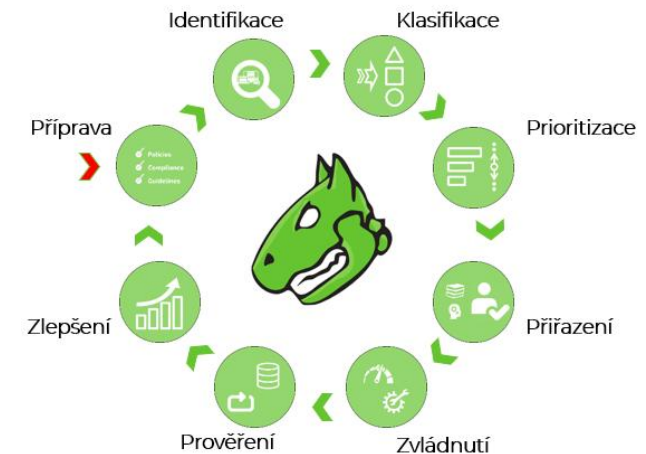 Identifikace
Klasifikace
Příprava
Policies
Compliance
Guidelines
Prioritizace
Zlepšení
Přiřazení
Prověření
Zvládnutí